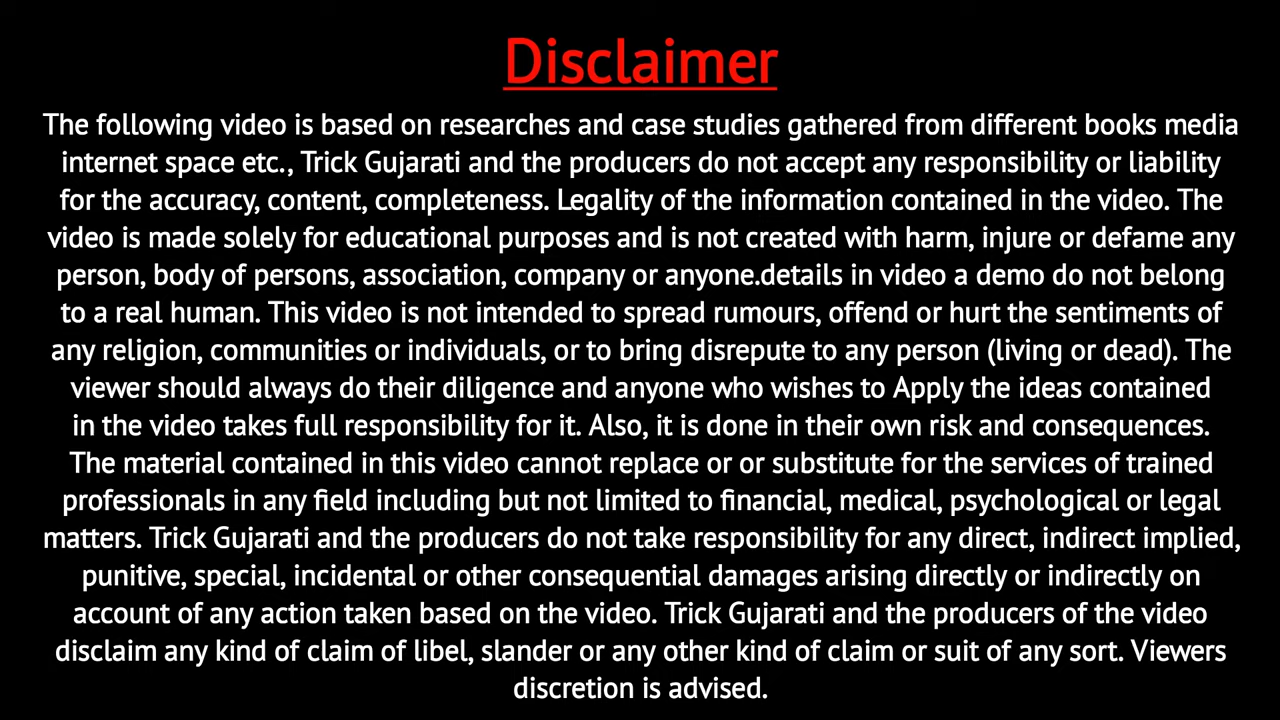 Disclaimer
The following video is based on researches and case studies gathered from different books media
internet space etc., Trick Gujarati and the producers do not accept any responsibility or liability
for the accuracy, content, completeness. Legality of the information contained in the video. The
video is made solely for educational purposes and is not created with harm, injure or defame any
person, body of persons, association, company or anyone.details in video a demo do not belong
to a real human. This video is not intended to spread rumours, offend or hurt the sentiments of
any religion, communities or individuals, or to bring disrepute to any person (living or dead). The
viewer should always do their diligence and anyone who wishes to Apply the ideas contained
in the video takes full responsibility for it. Also, it is done in their own risk and consequences.
The material contained in this video cannot replace or or substitute for the services of trained
professionals in any field including but not limited to financial, medical, psychological or legal
matters. Trick Gujarati and the producers do not take responsibility for any direct, indirect implied,
punitive, special, incidental or other consequential damages arising directly or indirectly on
account of any action taken based on the video. Trick Gujarati and the producers of the video
disclaim any kind of claim of libel, slander or any other kind of claim or suit of any sort. Viewers
discretion is advised.